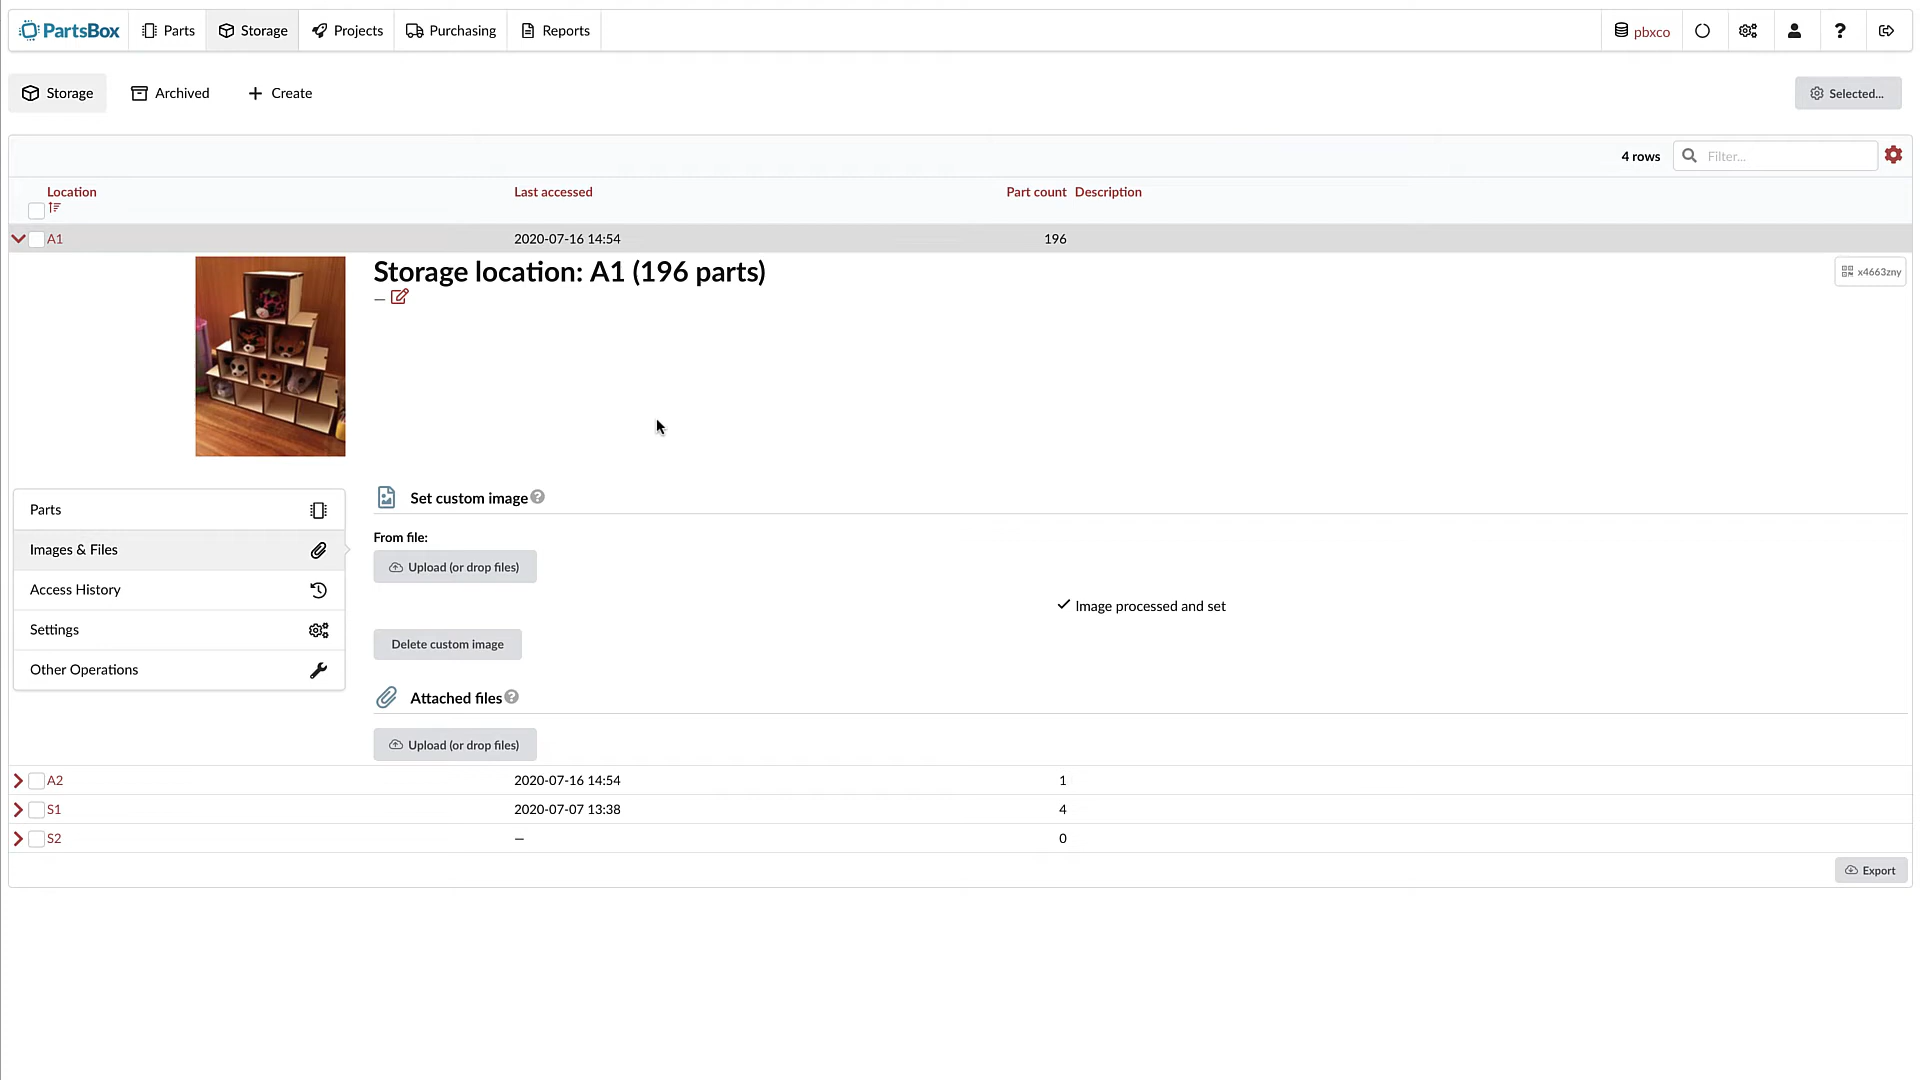 PartsBox Parts Storage Projects Purchasing Reports pbxco ?
Storage Archived + Create Selected...
4 rows Filter...
Location Last accessed Part count Description
A1 2020-07-16 14:54 196
Storage location: A1 (196 parts)
x4663zny
—
Parts
Images & Files
Access History
Settings
Other Operations
Set custom image ?
From file:
Upload (or drop files)
Image processed and set
Delete custom image
Attached files ?
Upload (or drop files)
A2 2020-07-16 14:54 1
S1 2020-07-07 13:38 4
S2 — 0
Export